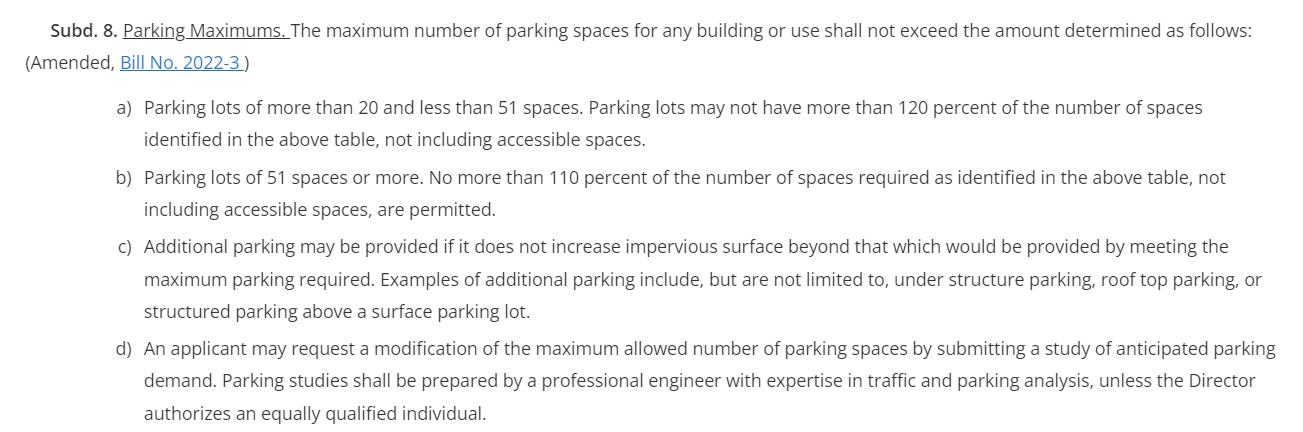 Subd. 8. Parking Maximums. The maximum number of parking spaces for any building or use shall not exceed the amount determined as follows:
(Amended, Bill No. 2022-3 )
a) Parking lots of more than 20 and less than 51 spaces. Parking lots may not have more than 120 percent of the number of spaces
identified in the above table, not including accessible spaces.
b) Parking lots of 51 spaces or more. No more than 110 percent of the number of spaces required as identified in the above table, not
including accessible spaces, are permitted.
c) Additional parking may be provided if it does not increase impervious surface beyond that which would be provided by meeting the
maximum parking required. Examples of additional parking include, but are not limited to, under structure parking, roof top parking, or
structured parking above a surface parking lot.
d) An applicant may request a modification of the maximum allowed number of parking spaces by submitting a study of anticipated parking
demand. Parking studies shall be prepared by a professional engineer with expertise in traffic and parking analysis, unless the Director
authorizes an equally qualified individual.